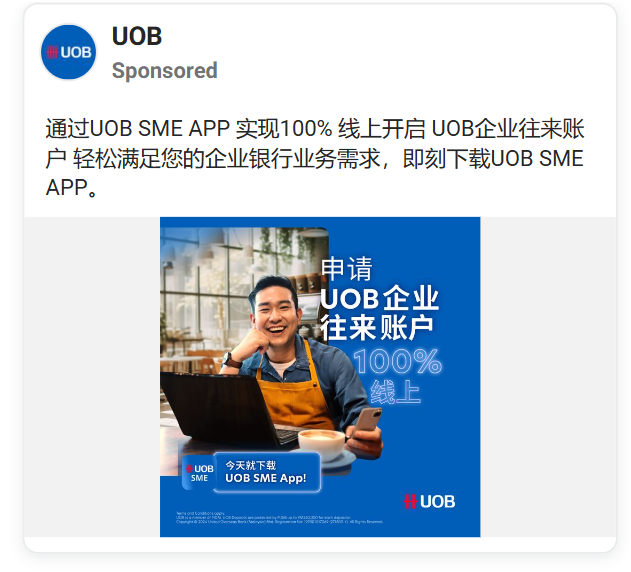 UOB
UOB
Sponsored
通过UOB SME APP 实现100% 线上开启 UOB企业往来账
户 轻松满足您的企业银行业务需求，即刻下载UOB SME
APP。
申请
UOB企业
往来账户
100%
线上
UOB
SME
今天就下载
UOB SME App!
UOB
Terms and Conditions apply.